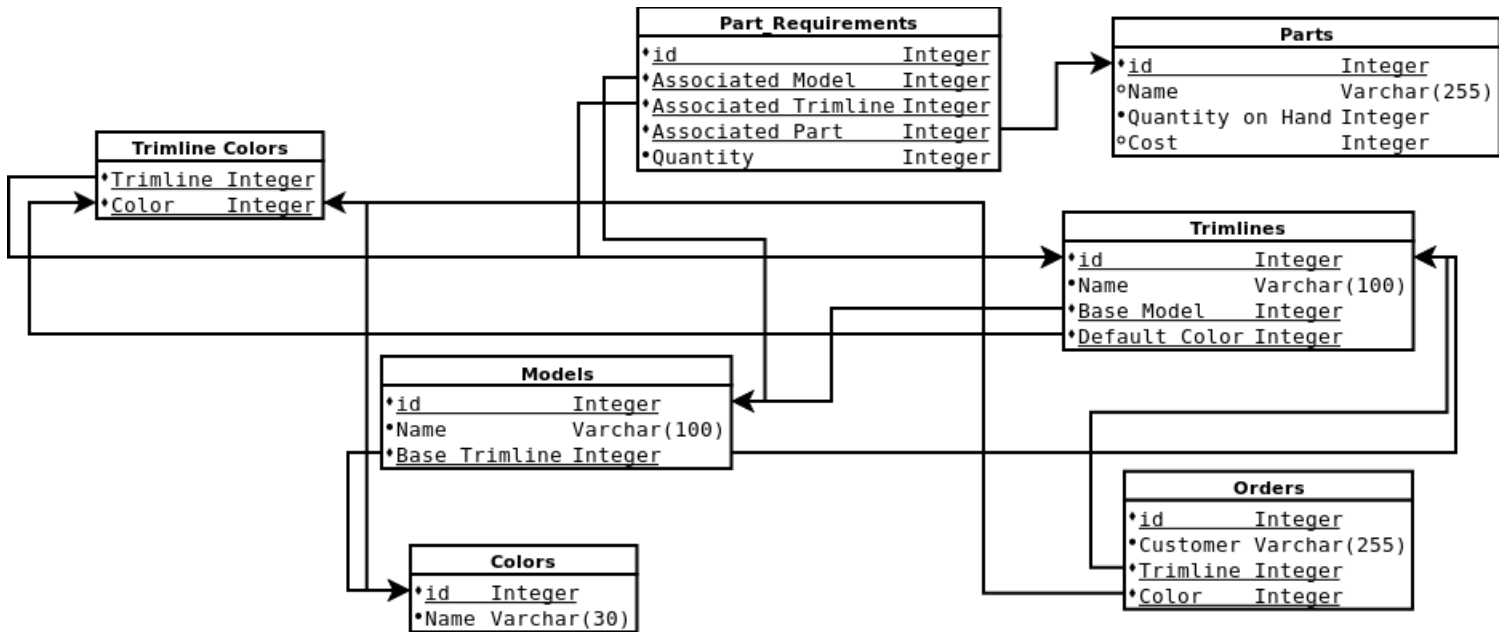 Part_Requirements
id Integer
Associated Model Integer
Associated Trimline Integer
Associated Part Integer
Quantity Integer
Parts
id Integer
Name Varchar(255)
Quantity on Hand Integer
Cost Integer
Trimline Colors
Trimline Integer
Color Integer
Trimlines
id Integer
Name Varchar(100)
Base Model Integer
Default Color Integer
Models
id Integer
Name Varchar(100)
Base Trimline Integer
Orders
id Integer
Customer Varchar(255)
Trimline Integer
Color Integer
Colors
id Integer
Name Varchar(30)